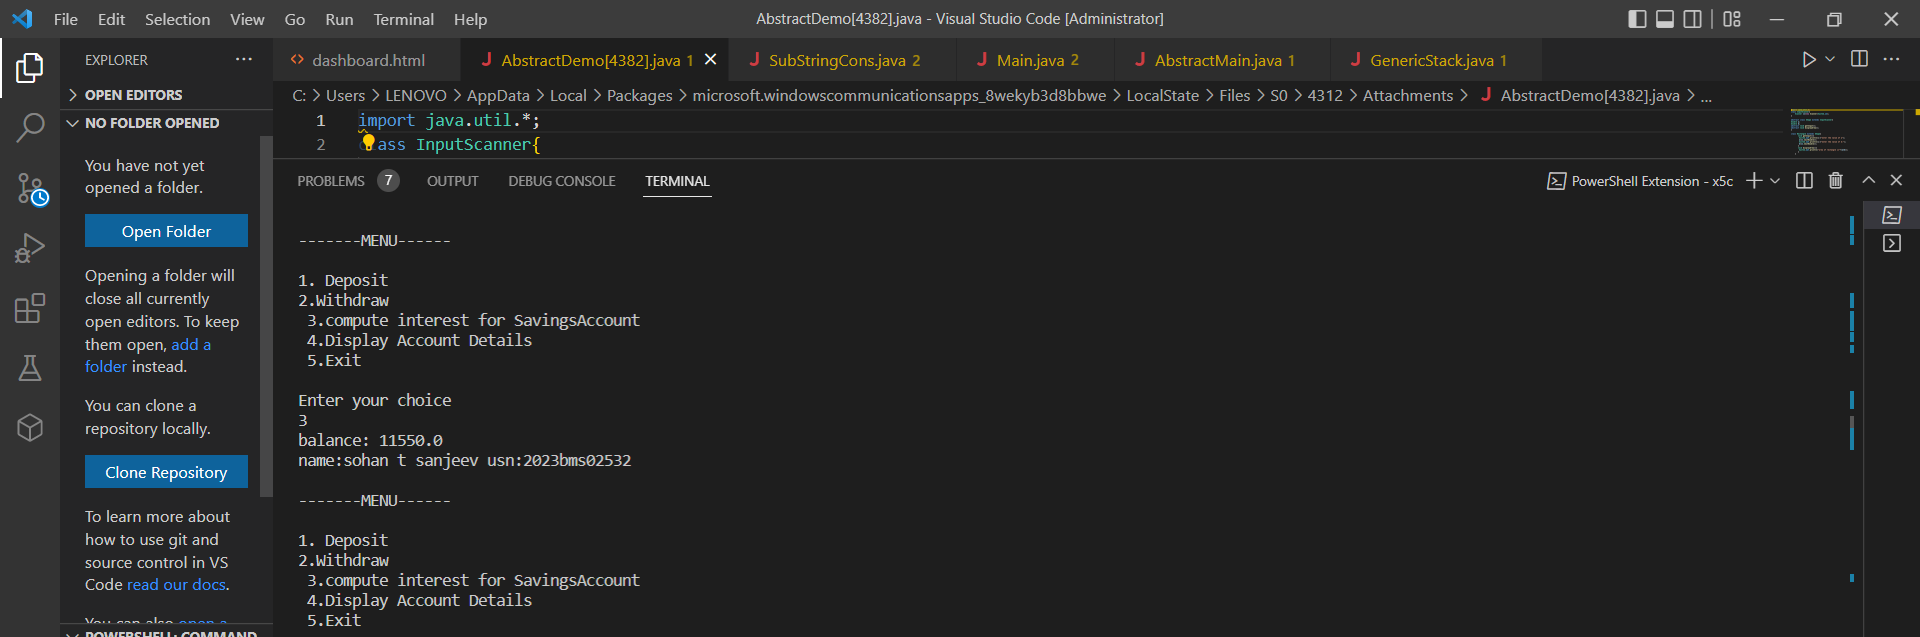 File Edit Selection View Go Run Terminal Help
AbstractDemo[4382].java - Visual Studio Code [Administrator]
EXPLORER
dashboard.html
AbstractDemo[4382].java 1
SubStringCons.java 2
Main.java 2
AbstractMain.java 1
GenericStack.java 1
OPEN EDITORS
C: > Users > LENOVO > AppData > Local > Packages > microsoft.windowscommunicationsapps_8wekyb3d8bbwe > LocalState > Files > S0 > 4312 > Attachments > AbstractDemo[4382].java > ...
NO FOLDER OPENED
1 import java.util.*;
2 ass InputScanner{
You have not yet
opened a folder.
Open Folder
Opening a folder will
close all currently
open editors. To keep
them open, add a
folder instead.
You can clone a
repository locally.
Clone Repository
To learn more about
how to use git and
source control in VS
Code read our docs.
You can also open a
POWERSHELL: COMMAND
PROBLEMS 7 OUTPUT DEBUG CONSOLE TERMINAL
PowerShell Extension - x5c
-------MENU------
1. Deposit
2.Withdraw
3.compute interest for SavingsAccount
4.Display Account Details
5.Exit
Enter your choice
3
balance: 11550.0
name:sohan t sanjeev usn:2023bms02532
-------MENU------
1. Deposit
2.Withdraw
3.compute interest for SavingsAccount
4.Display Account Details
5.Exit